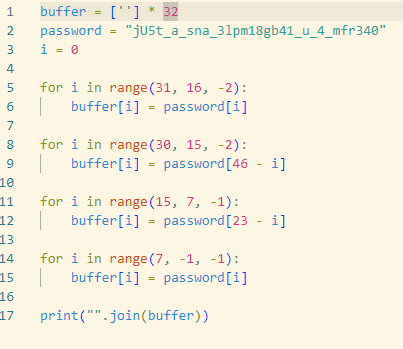 1 buffer = [''] * 32
2 password = "jU5t_a_sna_3lpm18gb41_u_4_mfr340"
3 i = 0
4
5 for i in range(31, 16, -2):
6 buffer[i] = password[i]
7
8 for i in range(30, 15, -2):
9 buffer[i] = password[46 - i]
10
11 for i in range(15, 7, -1):
12 buffer[i] = password[23 - i]
13
14 for i in range(7, -1, -1):
15 buffer[i] = password[i]
16
17 print("".join(buffer))